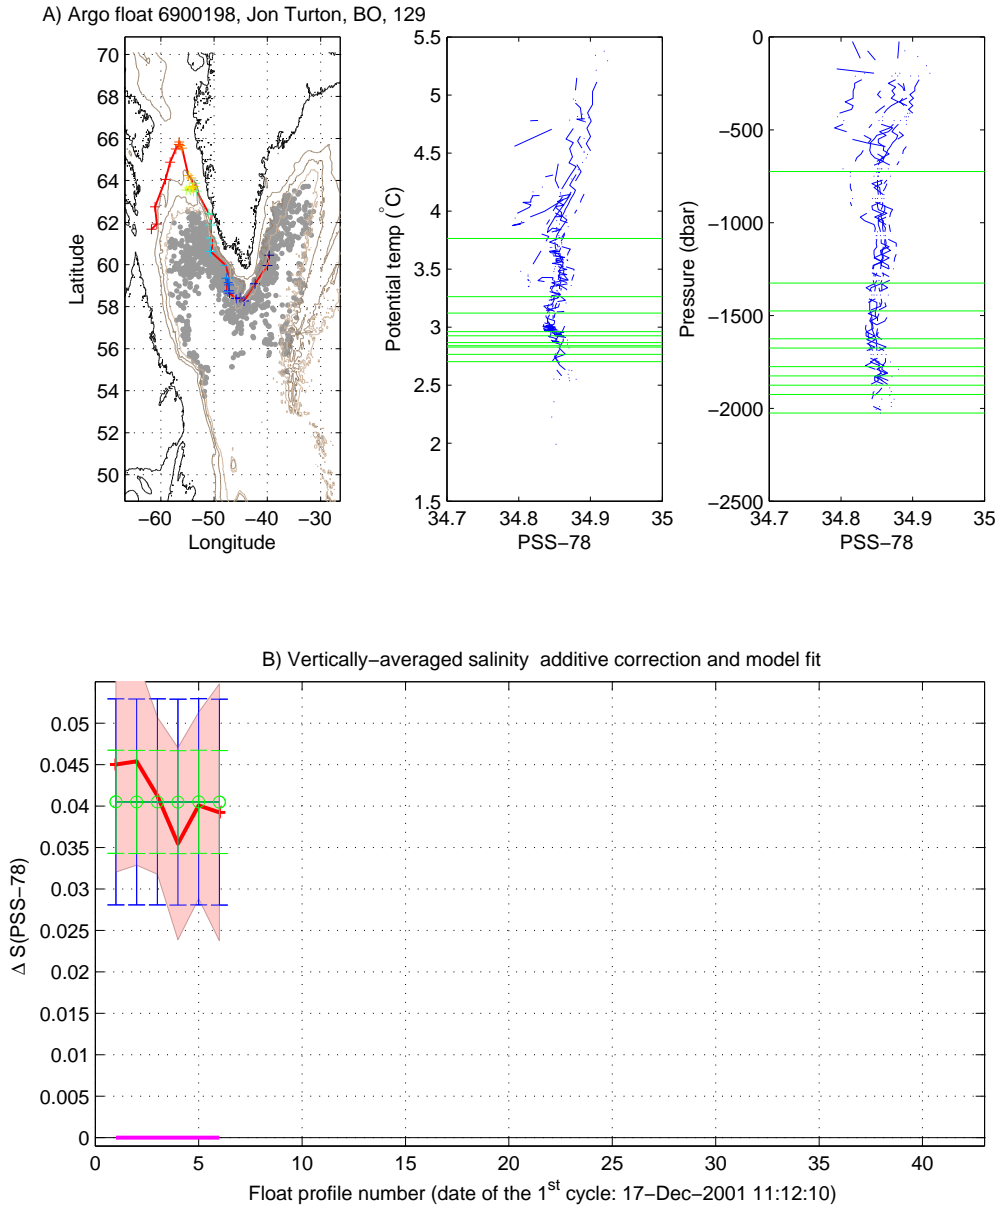 A) Argo float 6900198, Jon Turton, BO, 129
70
68
66
64
62
60
58
56
54
52
50
−60 −50 −40 −30
Latitude
Longitude
5.5
5
4.5
4
3.5
3
2.5
2
1.5
34.7 34.8 34.9 35
Potential temp (°C)
PSS−78
0
−500
−1000
−1500
−2000
−2500
34.7 34.8 34.9 35
Pressure (dbar)
PSS−78
B) Vertically−averaged salinity additive correction and model fit
0.05
0.045
0.04
0.035
0.03
0.025
0.02
0.015
0.01
0.005
0
Δ S(PSS−78)
0 5 10 15 20 25 30 35 40
Float profile number (date of the 1st cycle: 17−Dec−2001 11:12:10)